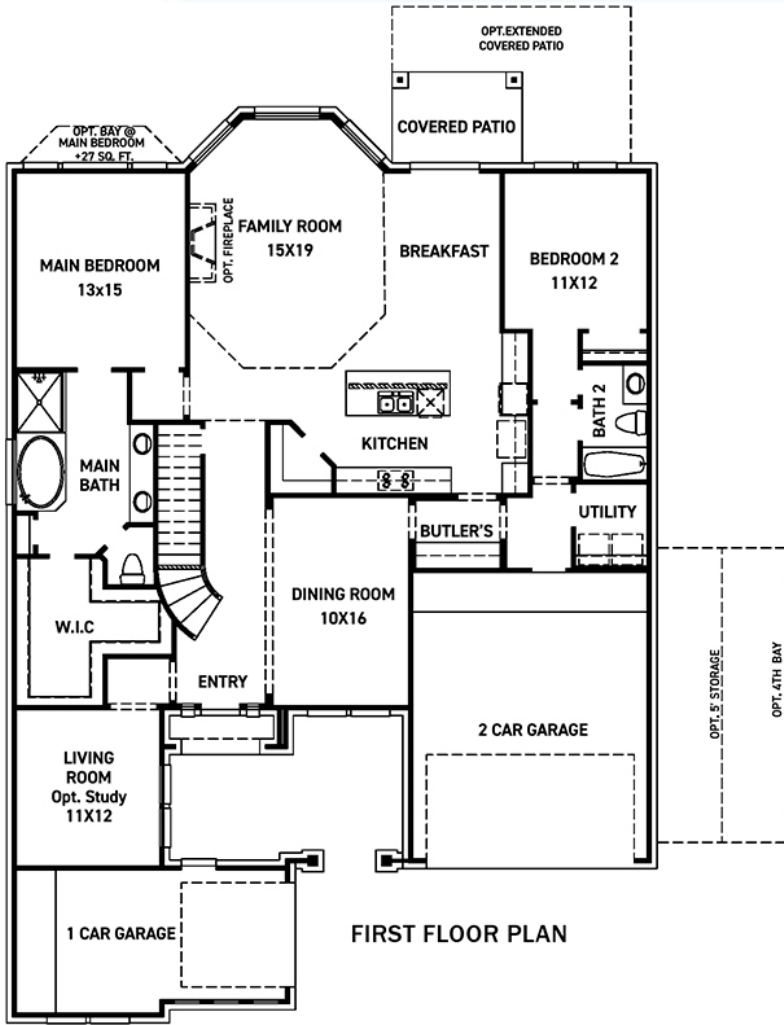 OPT.EXTENDED
COVERED PATIO
COVERED PATIO
OPT. BAY @
MAIN BEDROOM
+27 SQ. FT.
OPT. FIREPLACE
FAMILY ROOM
15X19
BREAKFAST
MAIN BEDROOM
13x15
BEDROOM 2
11X12
BATH 2
KITCHEN
MAIN
BATH
UTILITY
BUTLER'S
DINING ROOM
10X16
W.I.C
ENTRY
2 CAR GARAGE
OPT. 5' STORAGE
OPT. 4TH BAY
LIVING
ROOM
Opt. Study
11X12
1 CAR GARAGE
FIRST FLOOR PLAN